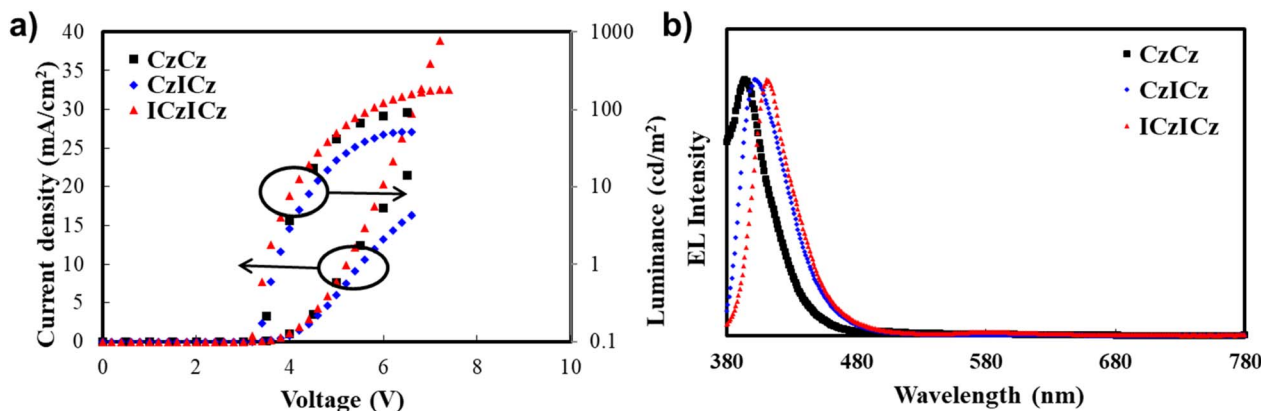 a)
40
35
30
25
20
15
10
5
0
Current density (mA/cm²)
CzCz
CzICz
ICzICz
1000
100
10
1
0.1
Luminance (cd/m²)
0 2 4 6 8 10
Voltage (V)
b)
EL Intensity
CzCz
CzICz
ICzICz
380 480 580 680 780
Wavelength (nm)